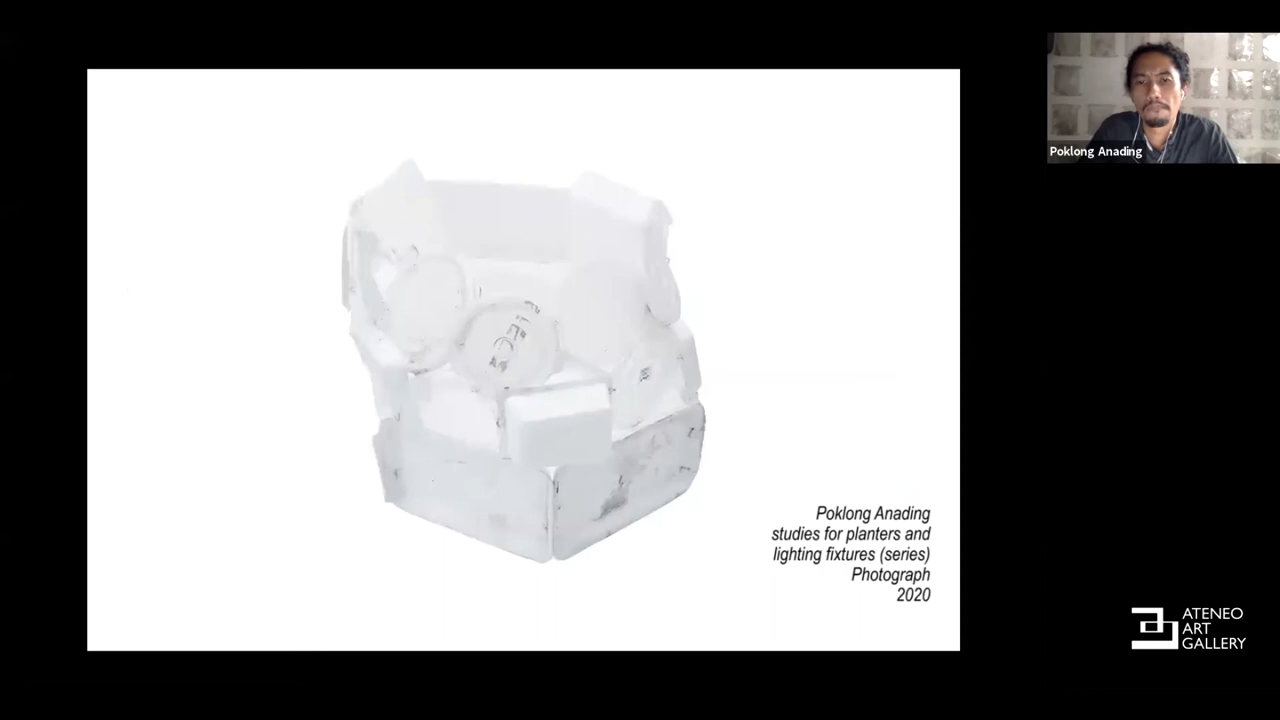 Poklong Anading
Poklong Anading
studies for planters and
lighting fixtures (series)
Photograph
2020
ATENEO
ART
GALLERY